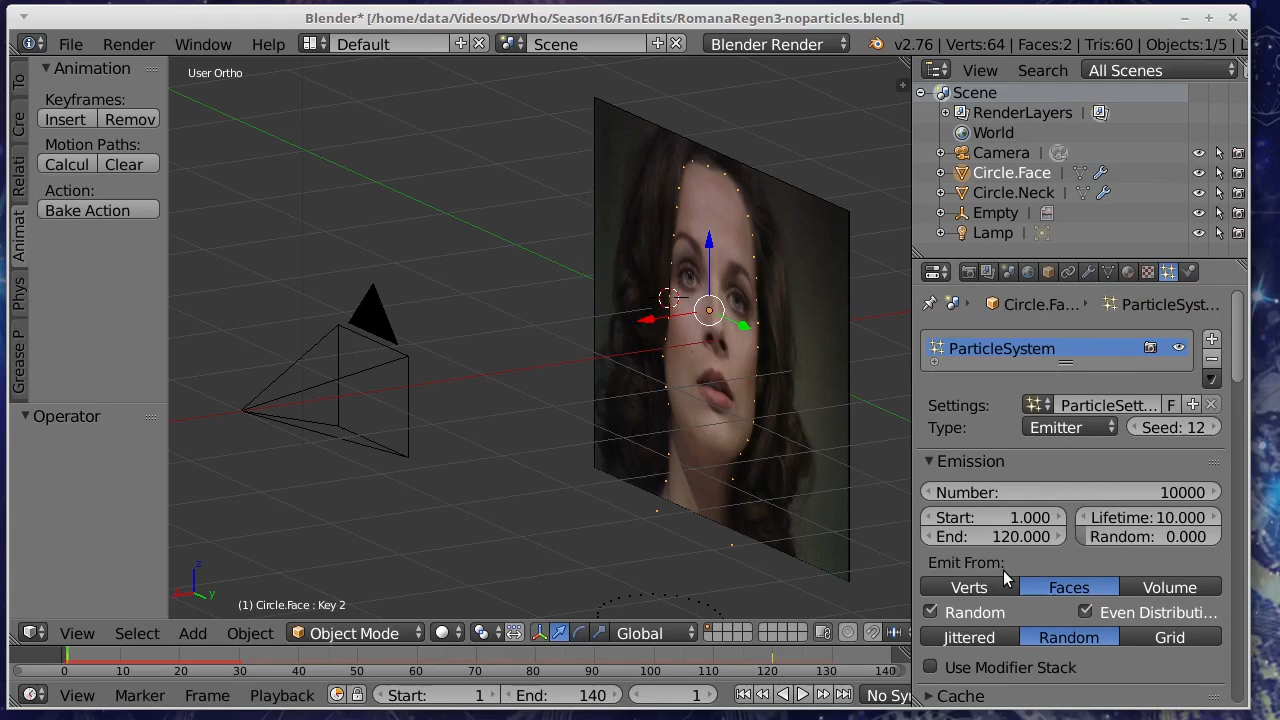 Blender* [/home/data/Videos/DrWho/Season16/FanEdits/RomanaRegen3-noparticles.blend]
File Render Window Help Default Scene Blender Render v2.76 | Verts:64 | Faces:2 | Tris:60 | Objects:1/5 | L
To
Cre
Relati
Animat
Phys
Grease P
Animation
Keyframes:
Insert Remov
Motion Paths:
Calcul Clear
Action:
Bake Action
Operator
User Ortho
z
x y
(1) Circle.Face : Key 2
View Select Add Object Object Mode Global
0 10 20 30 40 50 60 70 80 90 100 110 120 130 140
View Marker Frame Playback Start: 1 End: 140 1 No Sy
View Search All Scenes
Scene
RenderLayers |
World
Camera |
Circle.Face |
Circle.Neck |
Empty |
Lamp |
Circle.Fa... ParticleSyst...
ParticleSystem
Settings: ParticleSett... F
Type: Emitter Seed: 12
Emission
Number: 10000
Start: 1.000 Lifetime: 10.000
End: 120.000 Random: 0.000
Emit From:
Verts Faces Volume
Random Even Distributi...
Jittered Random Grid
Use Modifier Stack
Cache